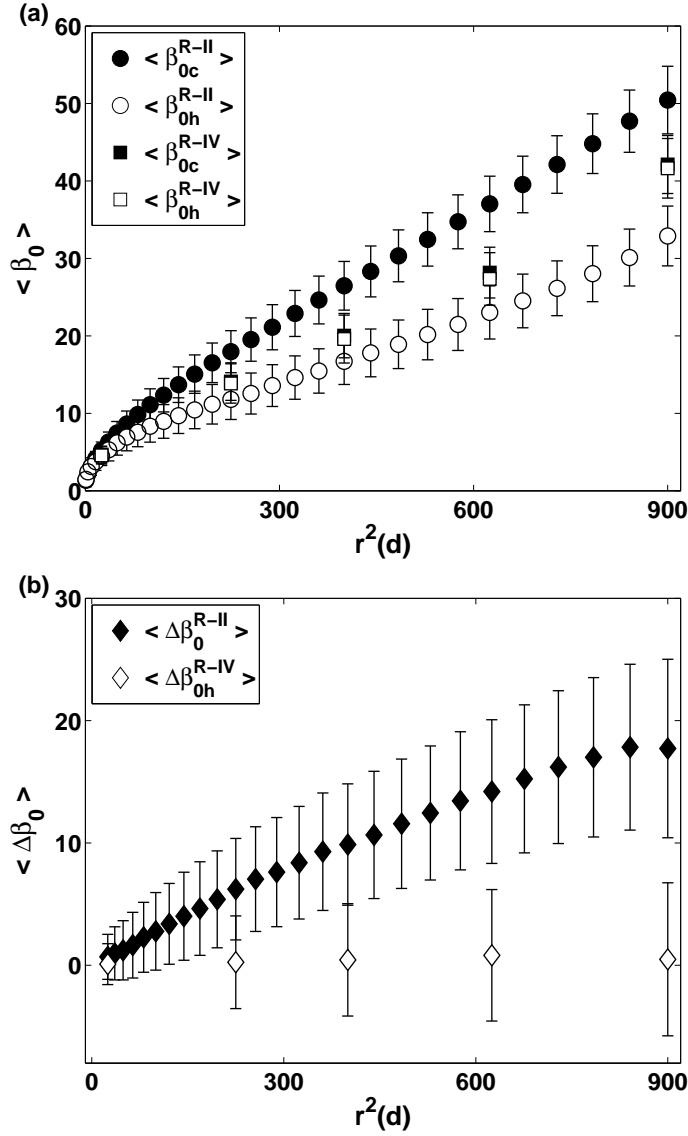 (a)
60
50
40
30
20
10
0
< β₀c^R−II >
< β₀h^R−II >
< β₀c^R−IV >
< β₀h^R−IV >
< β₀ >
0 300 600 900
r²(d)
(b)
30
20
10
0
< Δβ₀^R−II >
< Δβ₀h^R−IV >
< Δβ₀ >
0 300 600 900
r²(d)